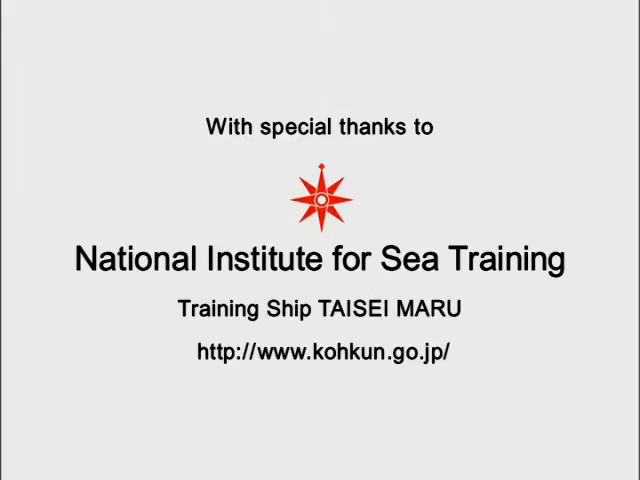 With special thanks to
National Institute for Sea Training
Training Ship TAISEI MARU
http://www.kohkun.go.jp/